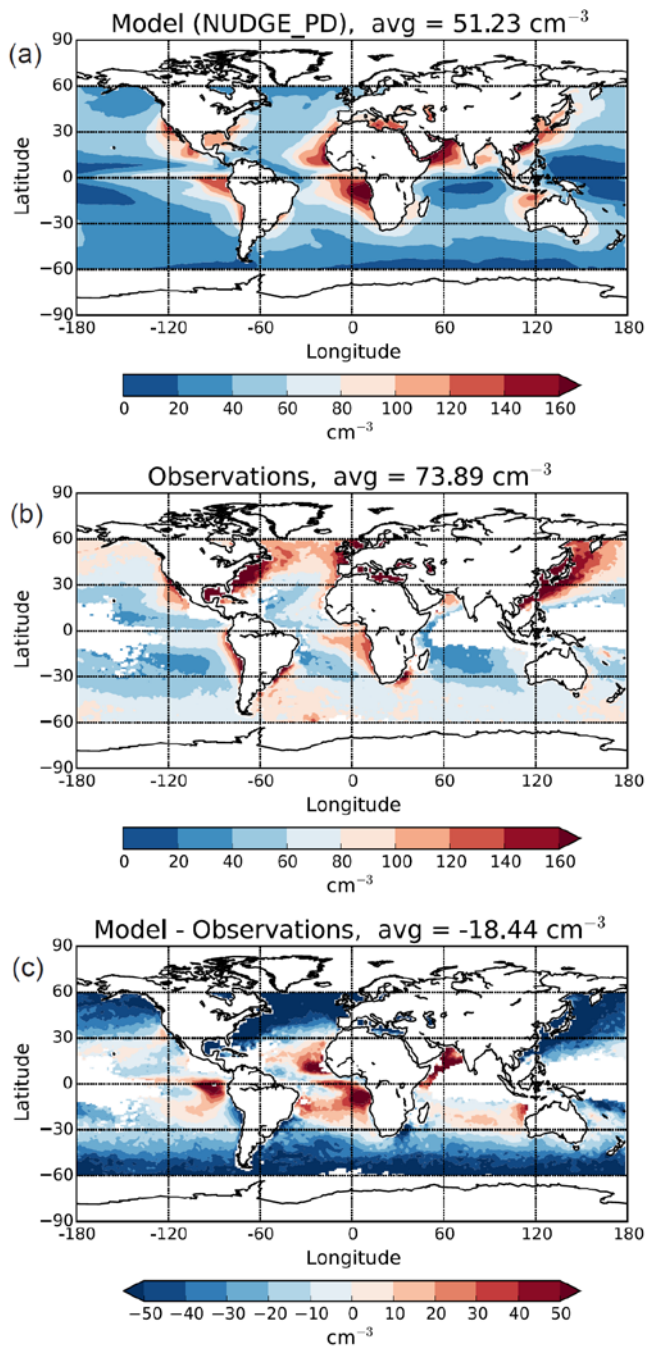 (a)
Model (NUDGE_PD), avg = 51.23 cm⁻³
90
60
30
0
−30
−60
−90
Latitude
-180 -120 -60 0 60 120 180
Longitude
0 20 40 60 80 100 120 140 160
cm⁻³
(b)
Observations, avg = 73.89 cm⁻³
90
60
30
0
−30
−60
−90
Latitude
-180 -120 -60 0 60 120 180
Longitude
0 20 40 60 80 100 120 140 160
cm⁻³
(c)
Model - Observations, avg = -18.44 cm⁻³
90
60
30
0
−30
−60
−90
Latitude
-180 -120 -60 0 60 120 180
Longitude
−50 −40 −30 −20 −10 0 10 20 30 40 50
cm⁻³